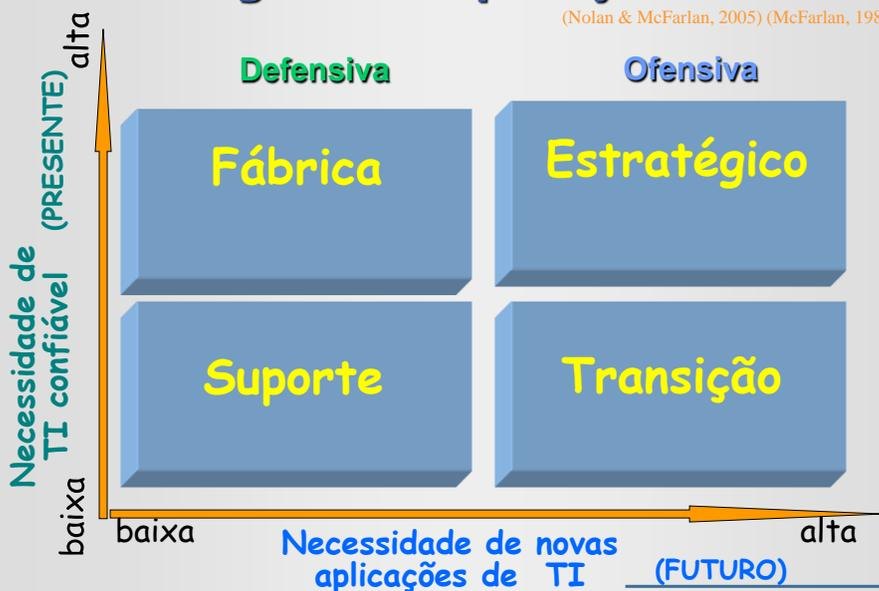 (Nolan & McFarlan, 2005) (McFarlan, 198
alta
Defensiva
Ofensiva
Necessidade de
TI confiável (PRESENTE)
Fábrica
Estratégico
Suporte
Transição
baixa
baixa
alta
Necessidade de novas
aplicações de TI (FUTURO)